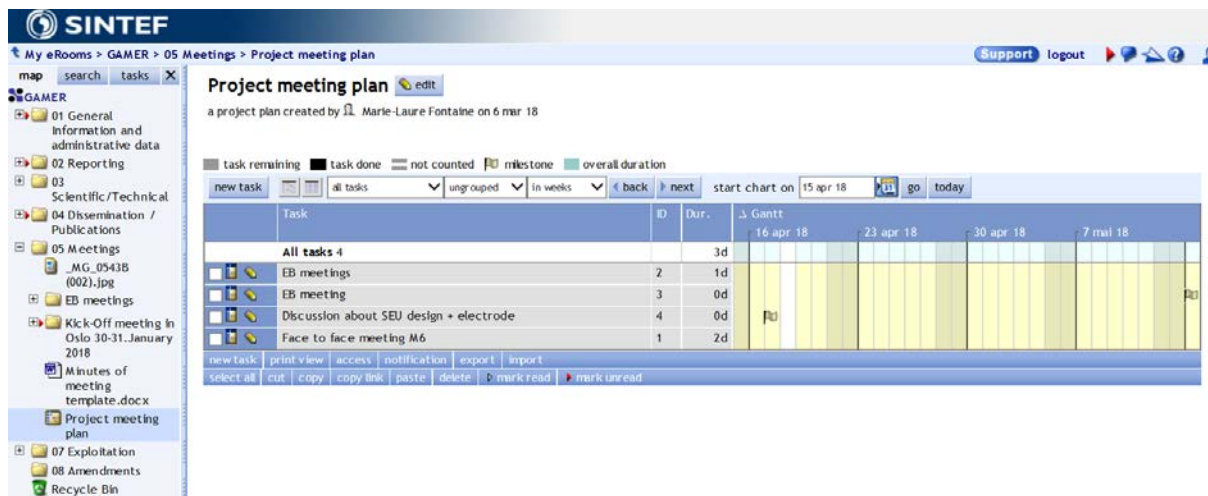 SINTEF
My eRooms > GAMER > 05 Meetings > Project meeting plan
Support logout
map search tasks X
GAMER
01 General
Information and
administrative data
02 Reporting
03
Scientific/Technical
04 Dissemination /
Publications
05 Meetings
_MG_0543B
(002).jpg
EB meetings
Kick-Off meeting in
Oslo 30-31.January
2018
Minutes of
meeting
template.docx
Project meeting
plan
07 Exploitation
08 Amendments
Recycle Bin
Project meeting plan edit
a project plan created by Marie-Laure Fontaine on 6 mar 18
task remaining task done not counted milestone overall duration
new task all tasks ungrouped in weeks back next start chart on 15 apr 18 go today
Task ID Dur. Gantt
16 apr 18 23 apr 18 30 apr 18 7 mai 18
All tasks 4 3d
EB meetings 2 1d
EB meeting 3 0d
Discussion about SEU design + electrode 4 0d
Face to face meeting M6 1 2d
new task print view access notification export import
select all cut copy copy link paste delete mark read mark unread